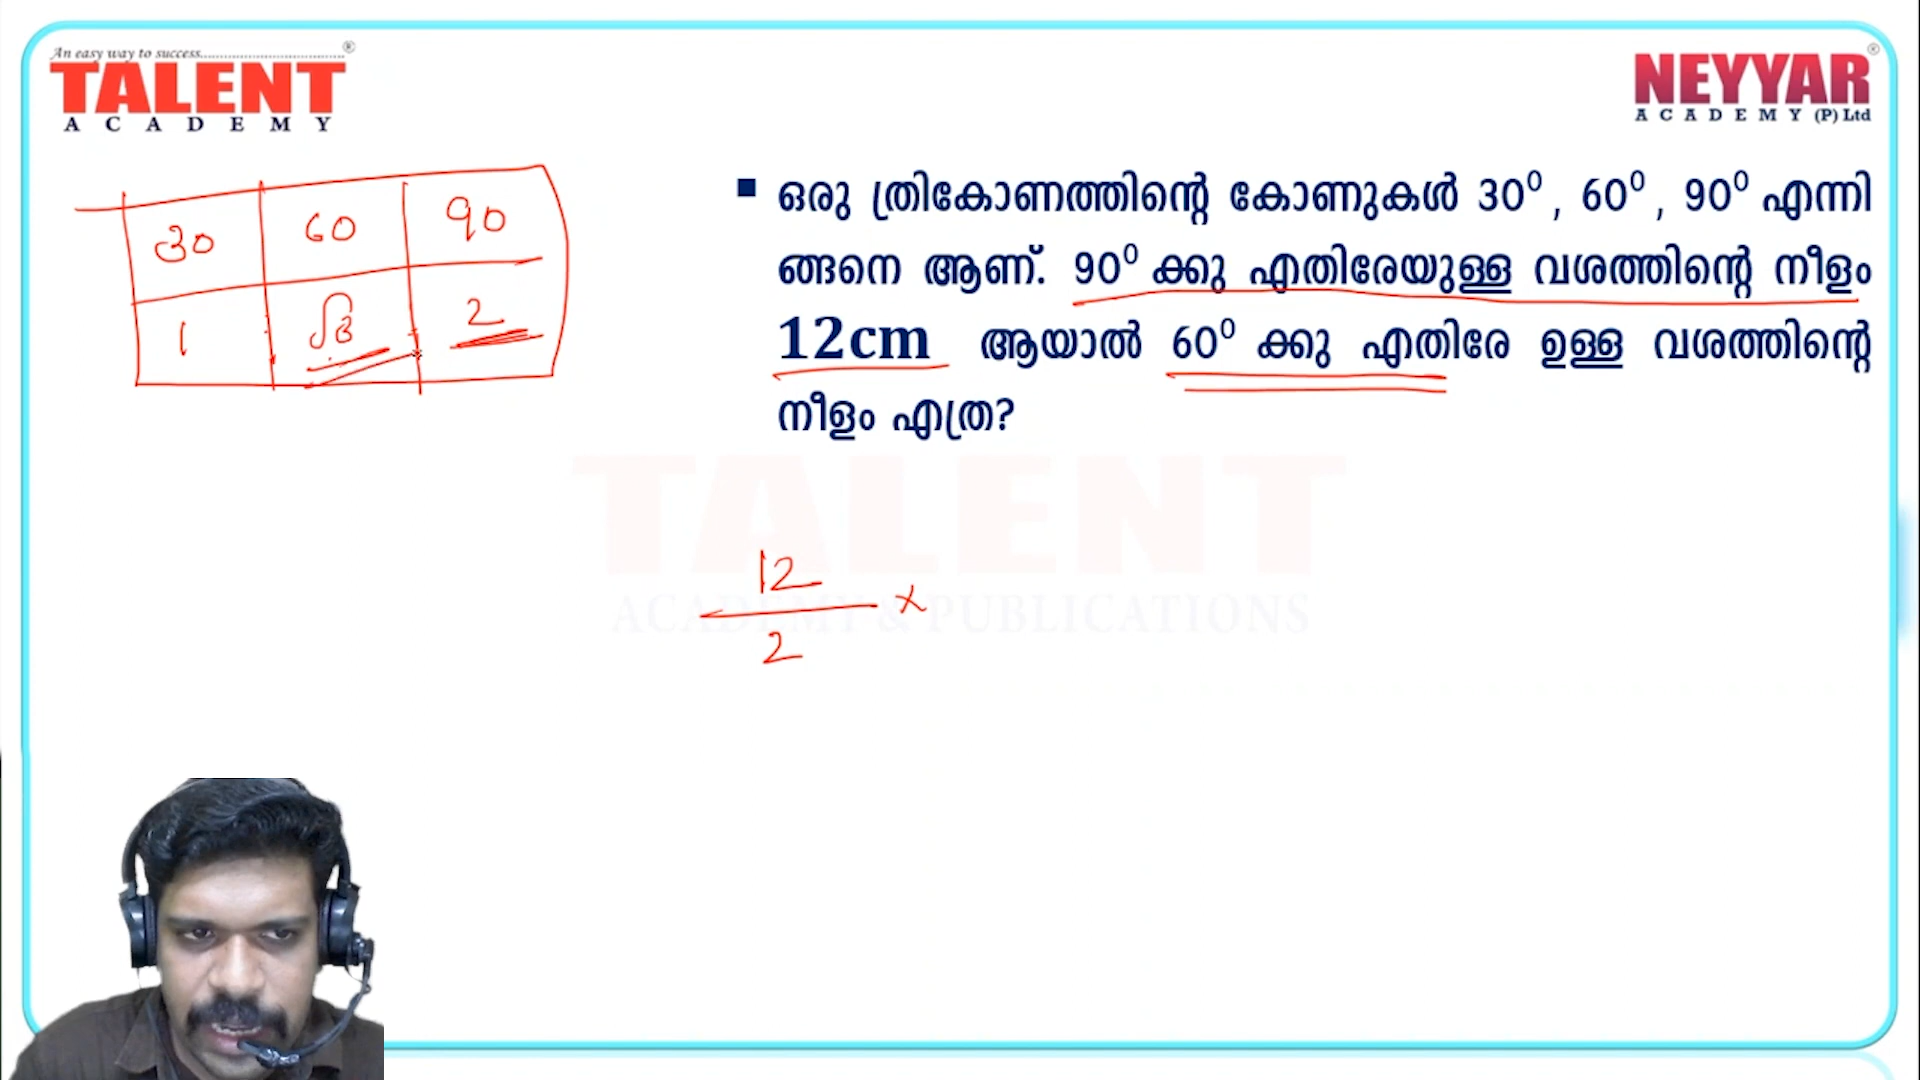 An easy way to success.....................................®
TALENT
ACADEMY
NEYYAR®
ACADEMY (P) Ltd
30 60 90
1 √3 2
▪ ഒരു ത്രികോണത്തിന്റെ കോണുകൾ 30⁰, 60⁰, 90⁰ എന്നി
ങ്ങനെ ആണ്. 90⁰ ക്കു എതിരേയുള്ള വശത്തിന്റെ നീളം
12cm ആയാൽ 60⁰ ക്കു എതിരേ ഉള്ള വശത്തിന്റെ
നീളം എത്ര?
TALENT
ACADEMY & PUBLICATIONS
12
×
2